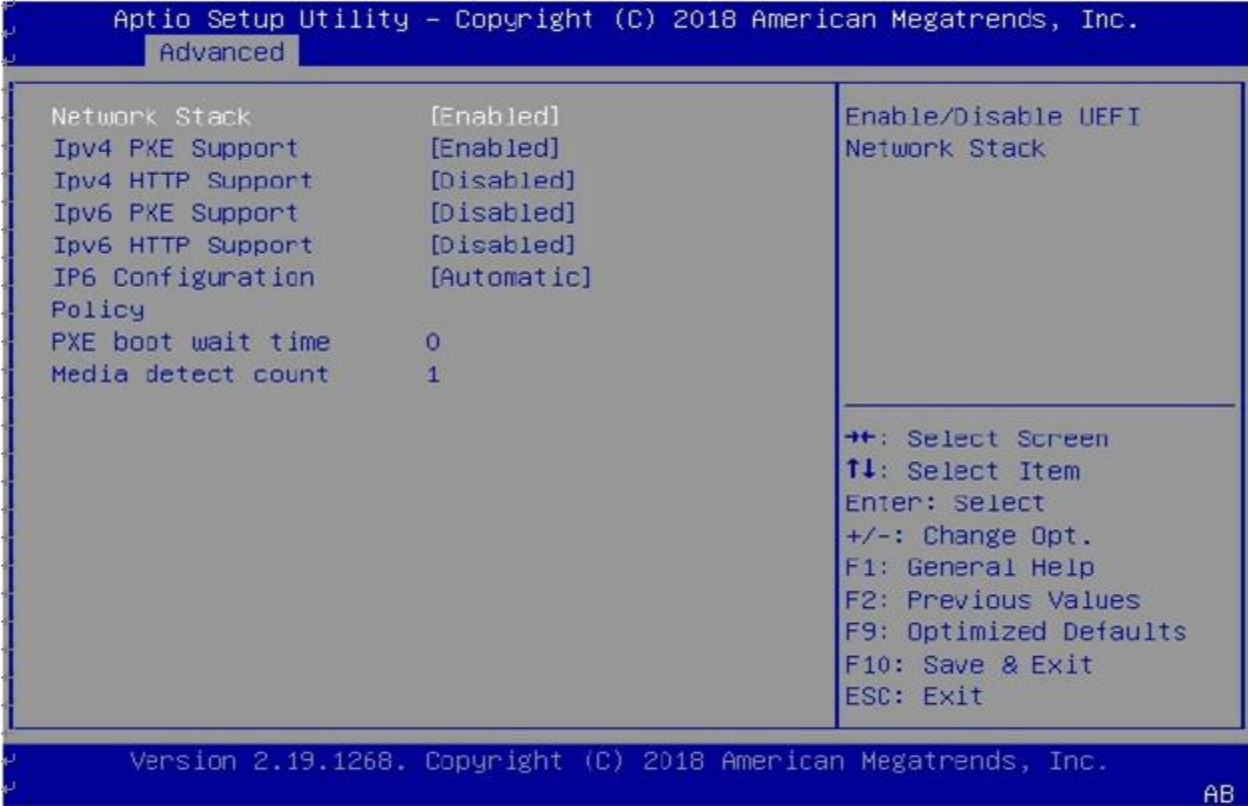 Aptio Setup Utility – Copyright (C) 2018 American Megatrends, Inc.
Advanced
Network Stack [Enabled]
Ipv4 PXE Support [Enabled]
Ipv4 HTTP Support [Disabled]
Ipv6 PXE Support [Disabled]
Ipv6 HTTP Support [Disabled]
IP6 Configuration [Automatic]
Policy
PXE boot wait time 0
Media detect count 1
Enable/Disable UEFI
Network Stack
→←: Select Screen
↑↓: Select Item
Enter: Select
+/-: Change Opt.
F1: General Help
F2: Previous Values
F9: Optimized Defaults
F10: Save & Exit
ESC: Exit
Version 2.19.1268. Copyright (C) 2018 American Megatrends, Inc.
AB